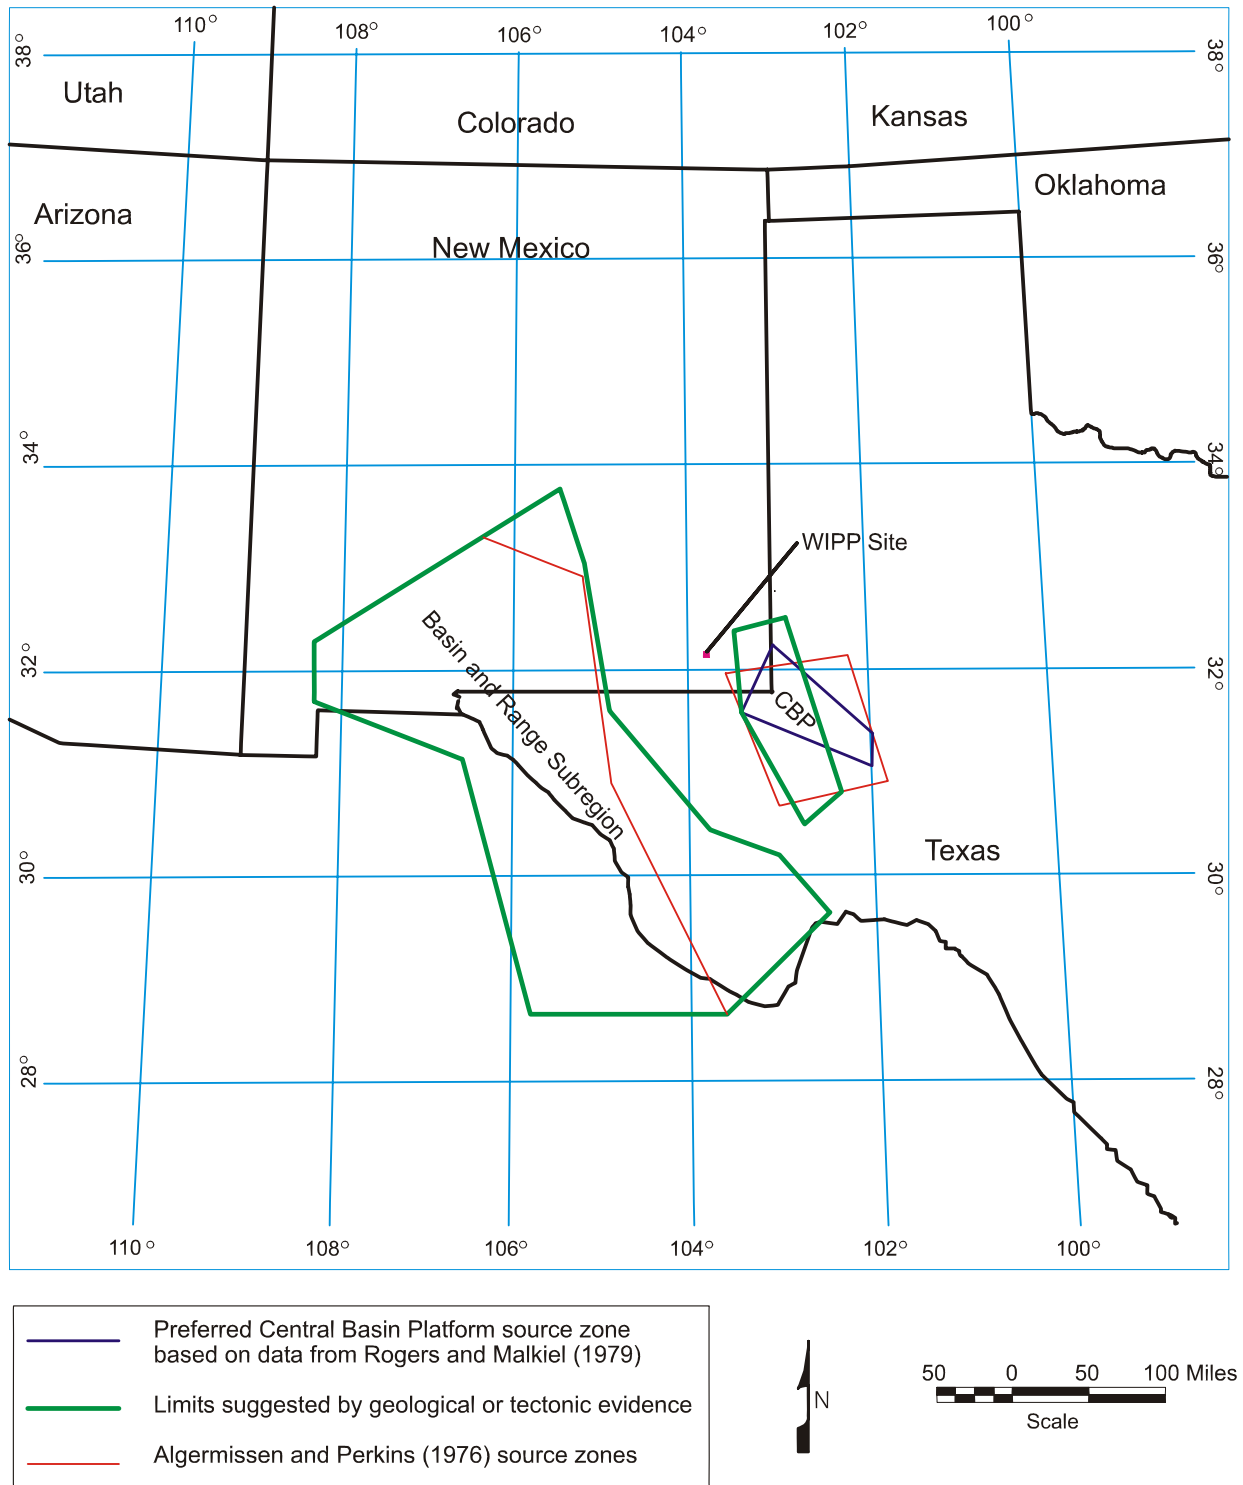 110° 108° 106° 104° 102° 100°
38° 38°
Utah
Colorado
Kansas
Oklahoma
Arizona
New Mexico
36° 36°
34° 34°
WIPP Site
Basin and Range Subregion
32° 32°
CBP
Texas
30° 30°
28° 28°
110° 108° 106° 104° 102° 100°
Preferred Central Basin Platform source zone
based on data from Rogers and Malkiel (1979)
Limits suggested by geological or tectonic evidence
Algermissen and Perkins (1976) source zones
N
50 0 50 100 Miles
Scale